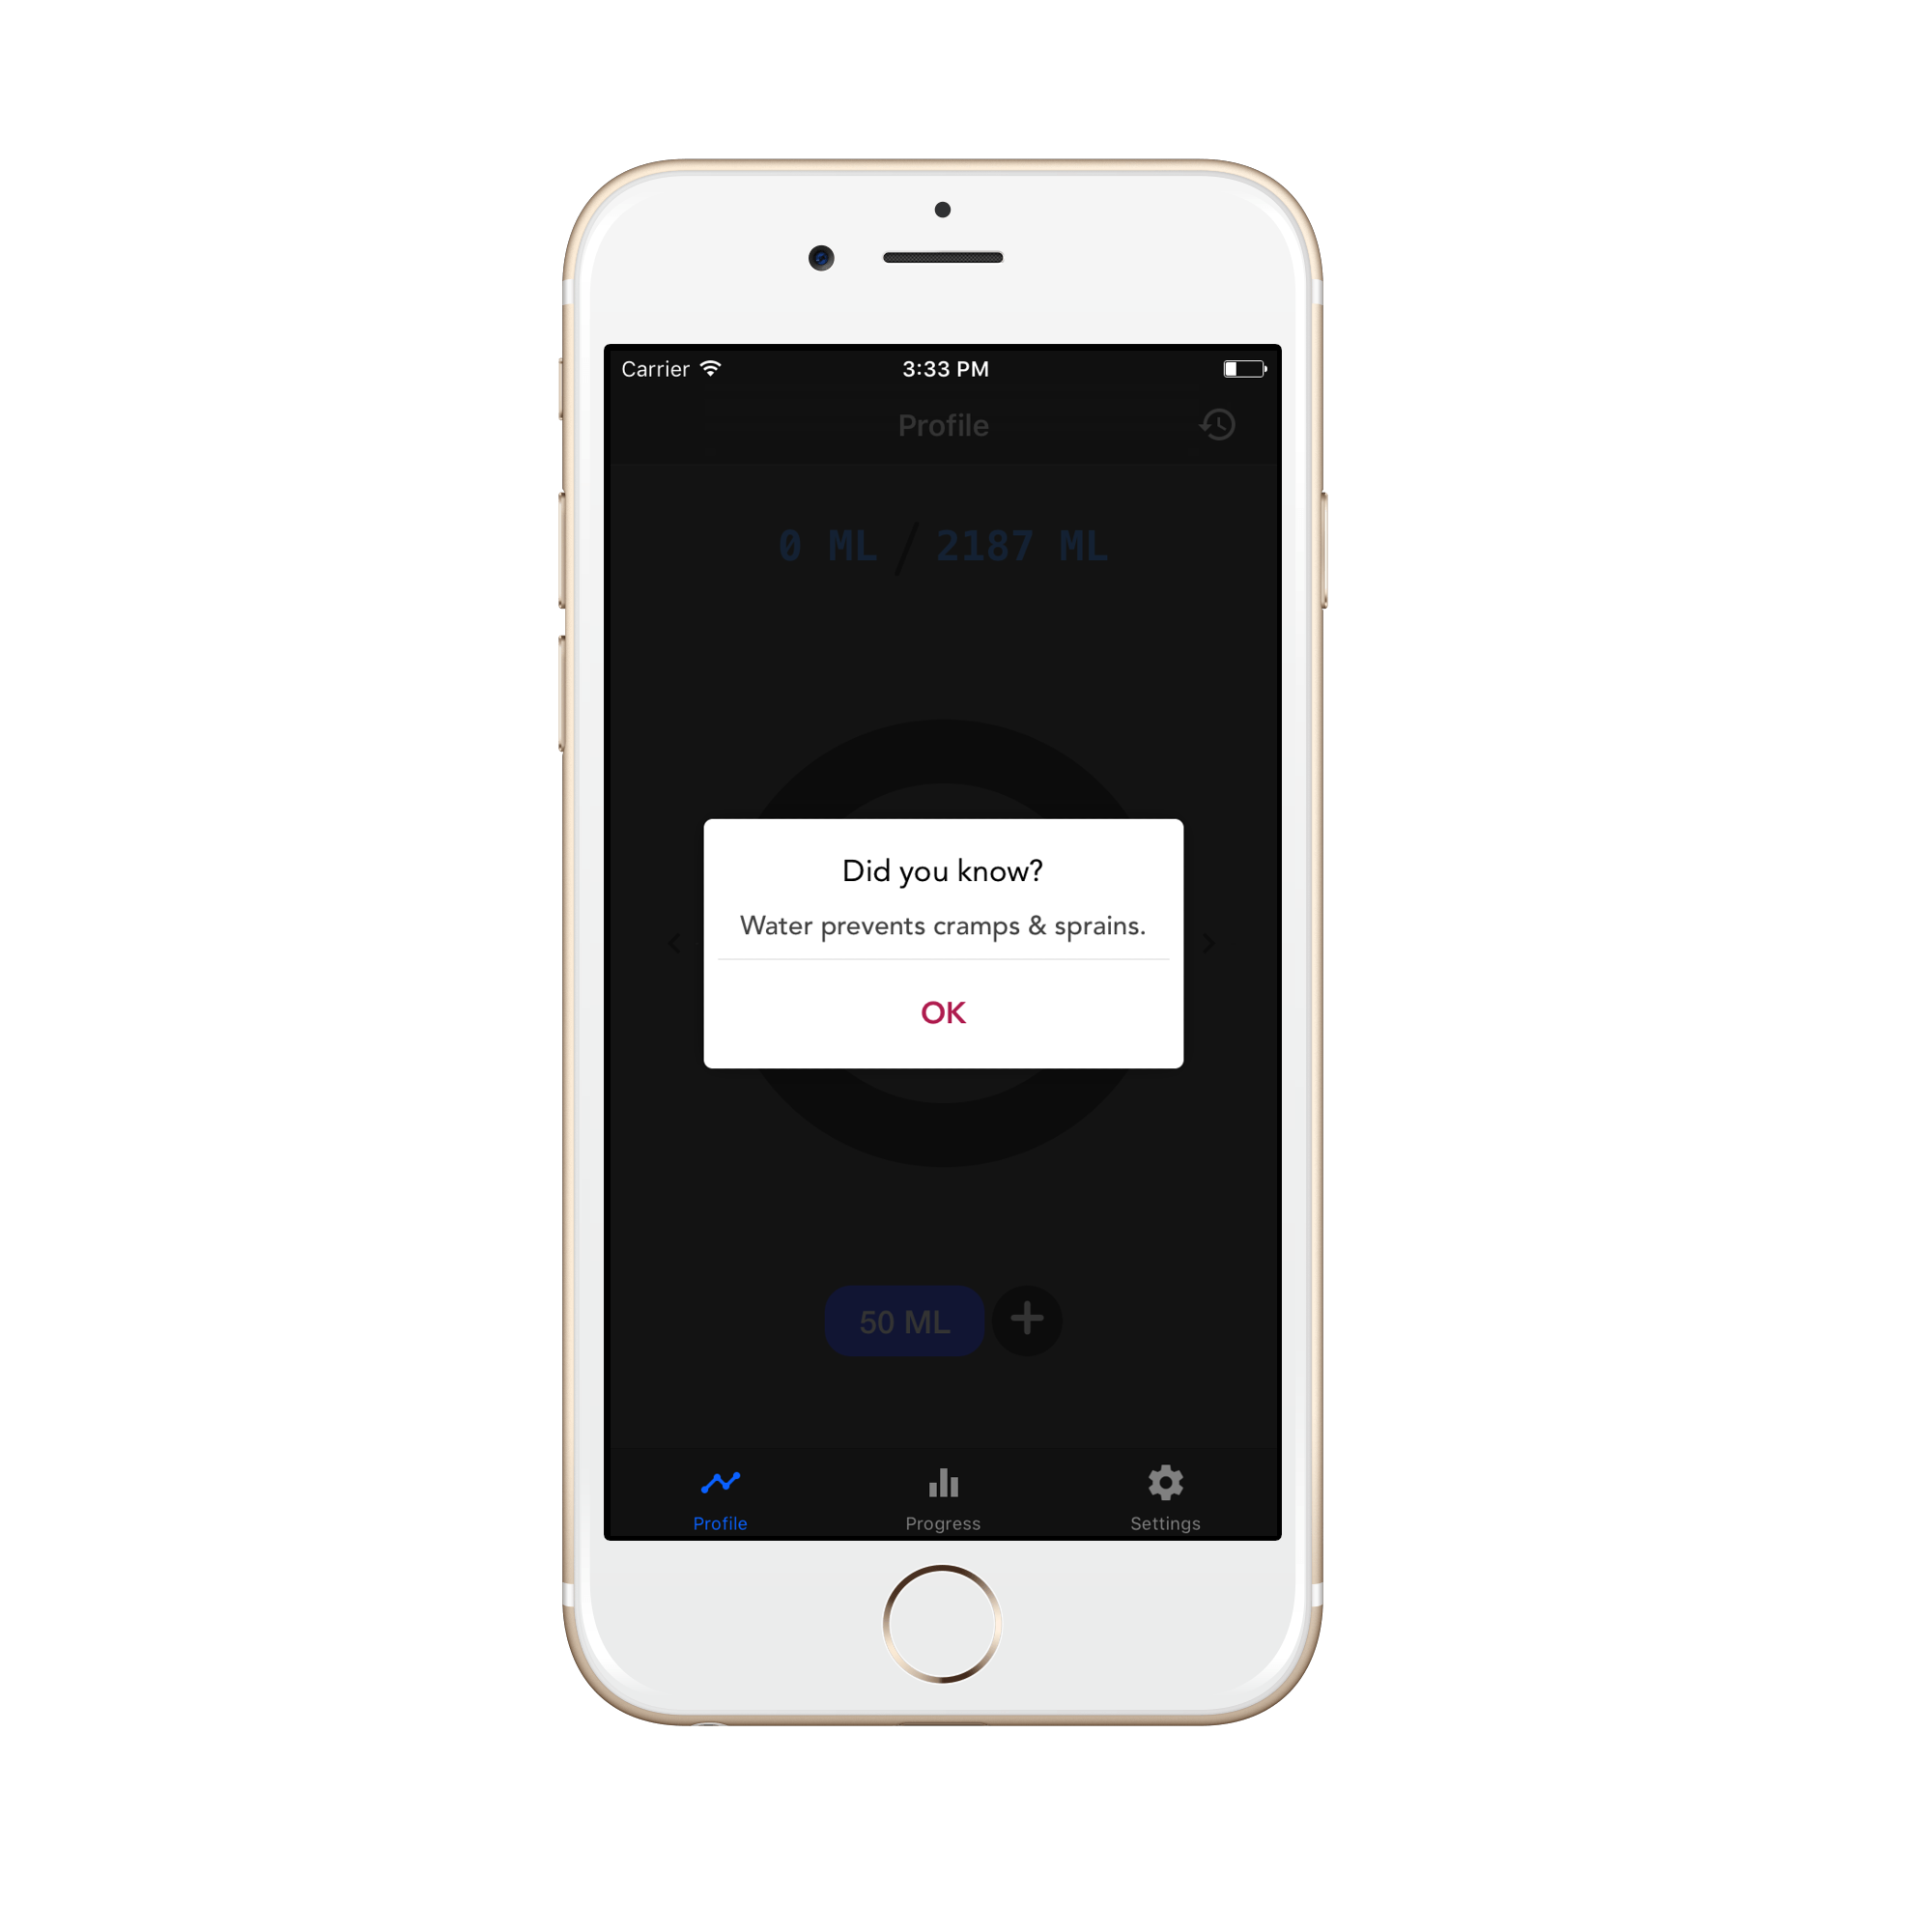 Carrier 3:33 PM
Profile
0 ML / 2187 ML
Did you know?
Water prevents cramps & sprains.
OK
50 ML +
Profile Progress Settings